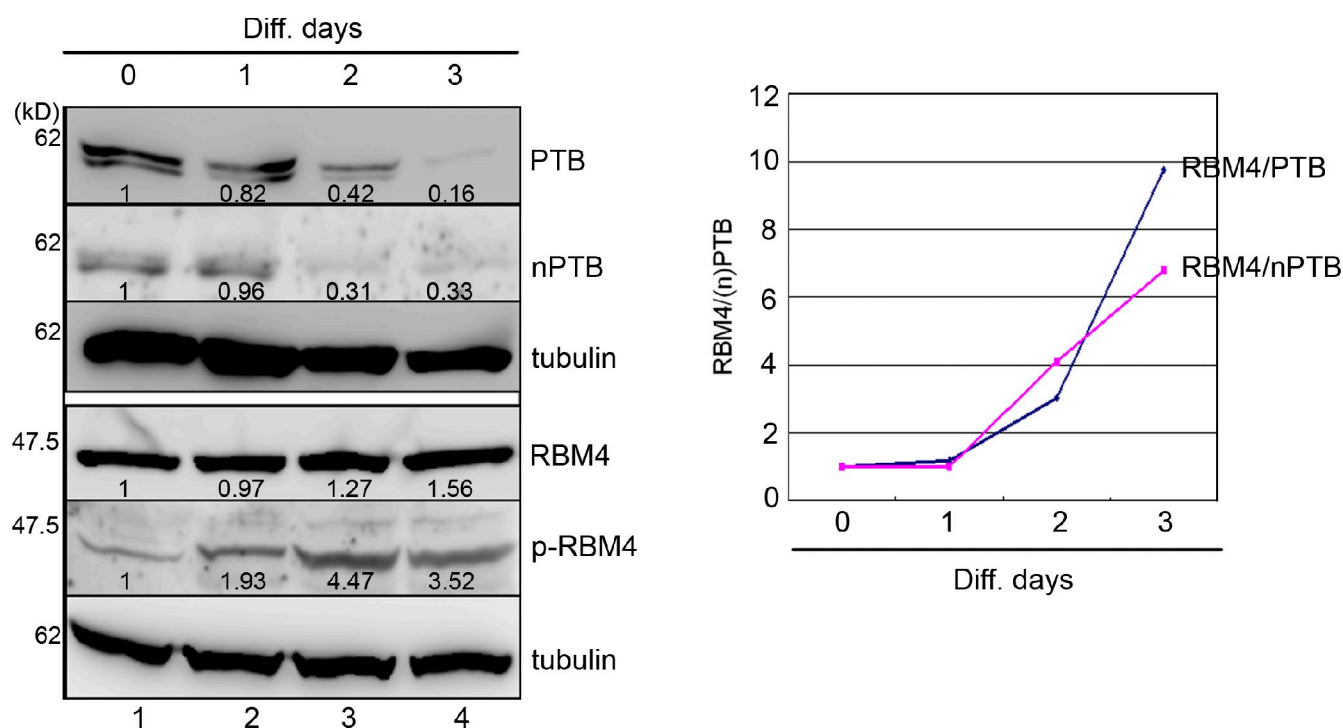 Diff. days
0 1 2 3
(kD)
62
PTB
1 0.82 0.42 0.16
62
nPTB
1 0.96 0.31 0.33
62
tubulin
47.5
RBM4
1 0.97 1.27 1.56
47.5
p-RBM4
1 1.93 4.47 3.52
62
tubulin
1 2 3 4
12
10
8
6
4
2
0
RBM4/(n)PTB
RBM4/PTB
RBM4/nPTB
0 1 2 3
Diff. days